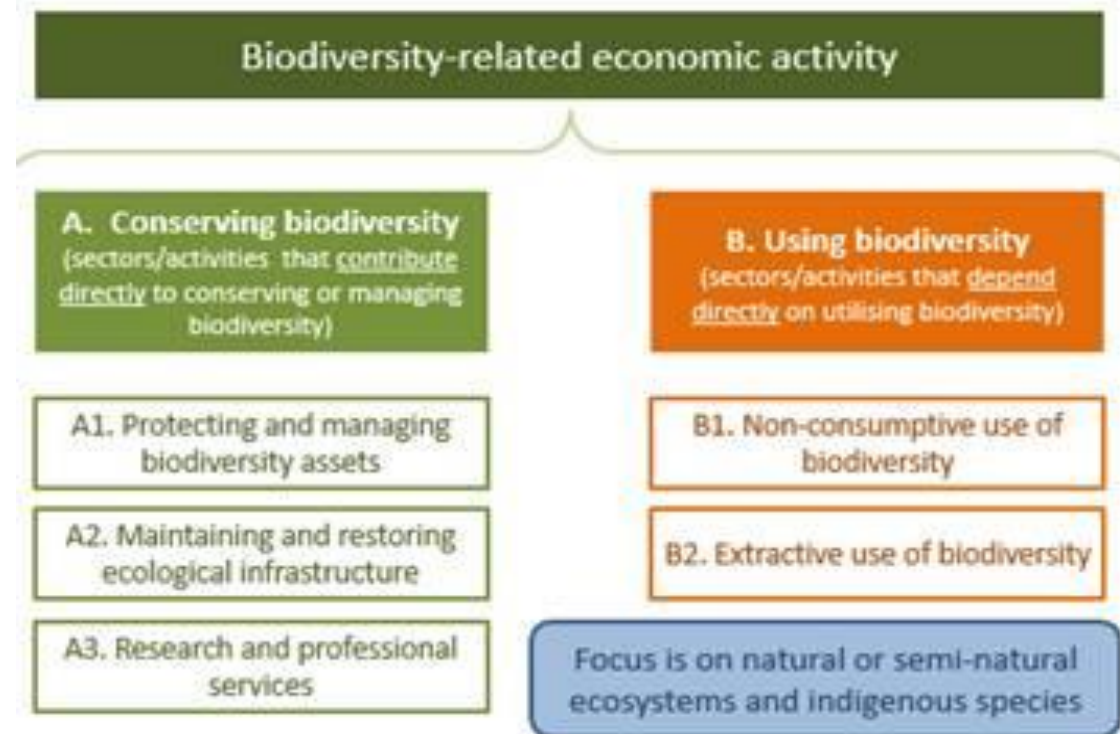 Biodiversity-related economic activity
A. Conserving biodiversity
(sectors/activities that contribute
directly to conserving or managing
biodiversity)
A1. Protecting and managing
biodiversity assets
A2. Maintaining and restoring
ecological infrastructure
A3. Research and professional
services
B. Using biodiversity
(sectors/activities that depend
directly on utilising biodiversity)
B1. Non-consumptive use of
biodiversity
B2. Extractive use of biodiversity
Focus is on natural or semi-natural
ecosystems and indigenous species